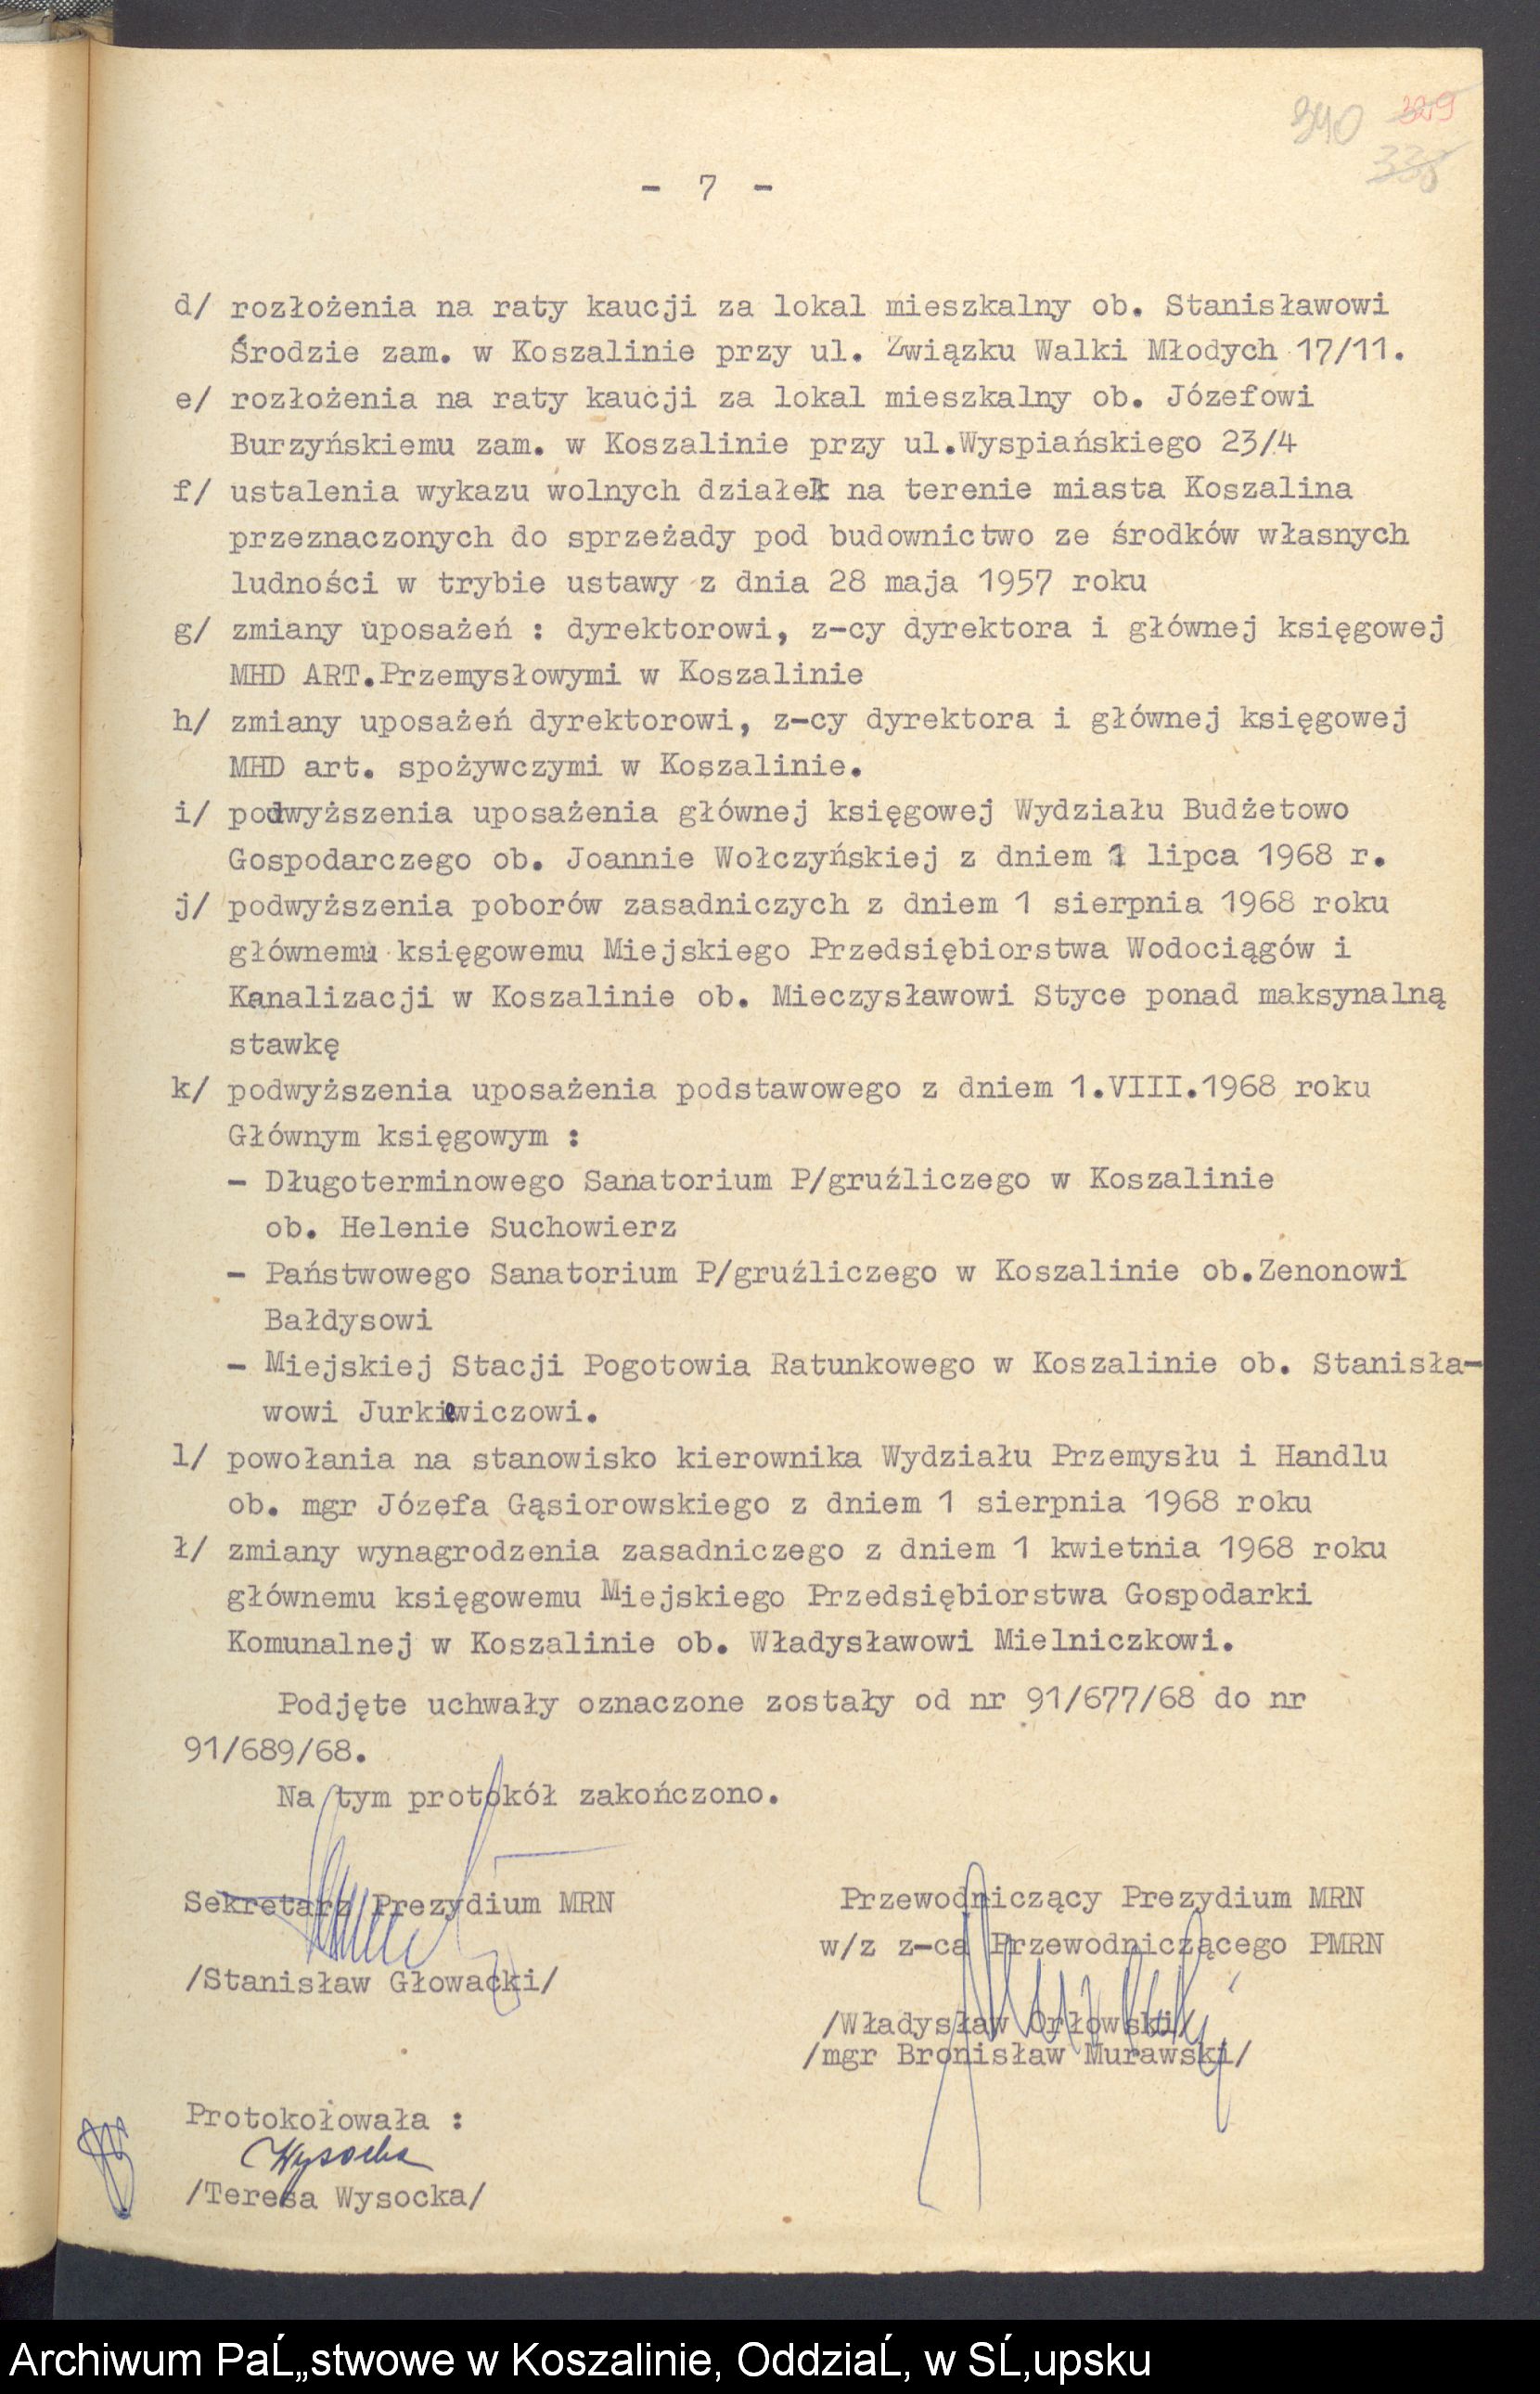 340 329
335
- 7 -
d/ rozłożenia na raty kaucji za lokal mieszkalny ob. Stanisławowi
Środzie zam. w Koszalinie przy ul. Związku Walki Młodych 17/11.
e/ rozłożenia na raty kaucji za lokal mieszkalny ob. Józefowi
Burzyńskiemu zam. w Koszalinie przy ul.Wyspiańskiego 23/4
f/ ustalenia wykazu wolnych działek na terenie miasta Koszalina
przeznaczonych do sprzeżady pod budownictwo ze środków własnych
ludności w trybie ustawy z dnia 28 maja 1957 roku
g/ zmiany uposażeń : dyrektorowi, z-cy dyrektora i głównej księgowej
MHD ART.Przemysłowymi w Koszalinie
h/ zmiany uposażeń dyrektorowi, z-cy dyrektora i głównej księgowej
MHD art. spożywczymi w Koszalinie.
i/ podwyższenia uposażenia głównej księgowej Wydziału Budżetowo
Gospodarczego ob. Joannie Wołczyńskiej z dniem 1 lipca 1968 r.
j/ podwyższenia poborów zasadniczych z dniem 1 sierpnia 1968 roku
głównemu księgowemu Miejskiego Przedsiębiorstwa Wodociągów i
Kanalizacji w Koszalinie ob. Mieczysławowi Styce ponad maksynalną
stawkę
k/ podwyższenia uposażenia podstawowego z dniem 1.VIII.1968 roku
Głównym księgowym :
- Długoterminowego Sanatorium P/gruźliczego w Koszalinie
ob. Helenie Suchowierz
- Państwowego Sanatorium P/gruźliczego w Koszalinie ob.Zenonowi
Bałdysowi
- Miejskiej Stacji Pogotowia Ratunkowego w Koszalinie ob. Stanisła-
wowi Jurkiewiczowi.
l/ powołania na stanowisko kierownika Wydziału Przemysłu i Handlu
ob. mgr Józefa Gąsiorowskiego z dniem 1 sierpnia 1968 roku
ł/ zmiany wynagrodzenia zasadniczego z dniem 1 kwietnia 1968 roku
głównemu księgowemu Miejskiego Przedsiębiorstwa Gospodarki
Komunalnej w Koszalinie ob. Władysławowi Mielniczkowi.
Podjęte uchwały oznaczone zostały od nr 91/677/68 do nr
91/689/68.
Na tym protokół zakończono.
Sekretarz Prezydium MRN
/Stanisław Głowacki/
Przewodniczący Prezydium MRN
w/z z-ca Przewodniczącego PMRN
/Władysław Orłowski/
/mgr Bronisław Murawski/
Protokołowała :
Wysocka
/Teresa Wysocka/
Archiwum PaĹ„stwowe w Koszalinie, OddziaĹ‚ w SĹ‚upsku